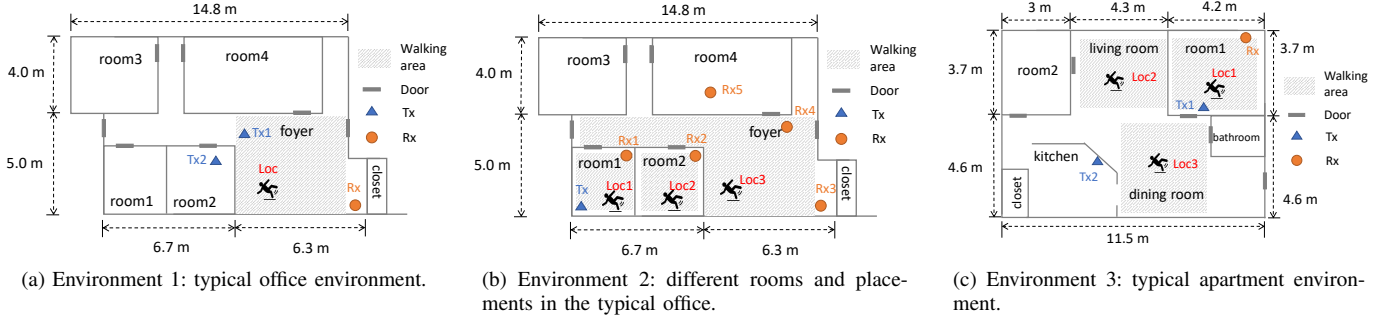 14.8 m
4.0 m
5.0 m
room3
room4
Walking
area
Door
Tx
Rx
Tx1
foyer
Tx2
Loc
Rx
room1
room2
closet
6.7 m
6.3 m
(a) Environment 1: typical office environment.
14.8 m
4.0 m
5.0 m
room3
room4
Walking
area
Door
Tx
Rx
Rx5
Rx4
foyer
Rx1
Rx2
room1
room2
Tx
Loc1
Loc2
Loc3
Rx3
closet
6.7 m
6.3 m
(b) Environment 2: different rooms and place-
ments in the typical office.
3 m
4.3 m
4.2 m
3.7 m
3.7 m
living room
room1
Rx
room2
Loc2
Loc1
Tx1
Walking
area
Door
Tx
Rx
bathroom
kitchen
Tx2
Loc3
dining room
closet
4.6 m
4.6 m
11.5 m
(c) Environment 3: typical apartment environ-
ment.